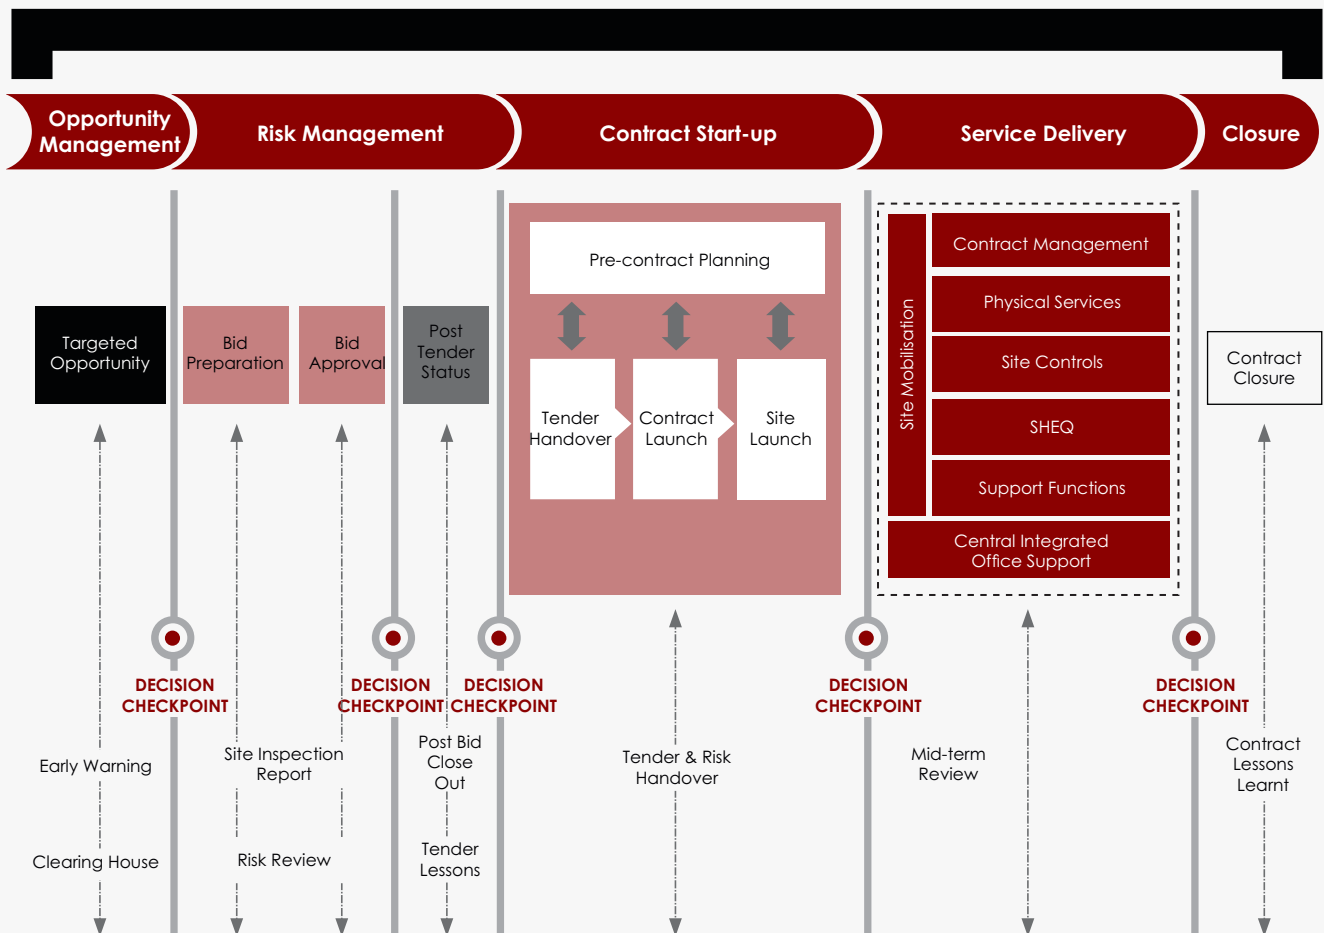 Opportunity
Management
Risk Management
Contract Start-up
Service Delivery
Closure
Targeted
Opportunity
Bid
Preparation
Bid
Approval
Post
Tender
Status
Pre-contract Planning
Tender
Handover
Contract
Launch
Site
Launch
Site Mobilisation
Contract Management
Physical Services
Site Controls
SHEQ
Support Functions
Central Integrated
Office Support
Contract
Closure
DECISION
CHECKPOINT
DECISION
CHECKPOINT
DECISION
CHECKPOINT
DECISION
CHECKPOINT
DECISION
CHECKPOINT
Early Warning
Site Inspection
Report
Post Bid
Close
Out
Tender & Risk
Handover
Mid-term
Review
Contract
Lessons
Learnt
Clearing House
Risk Review
Tender
Lessons